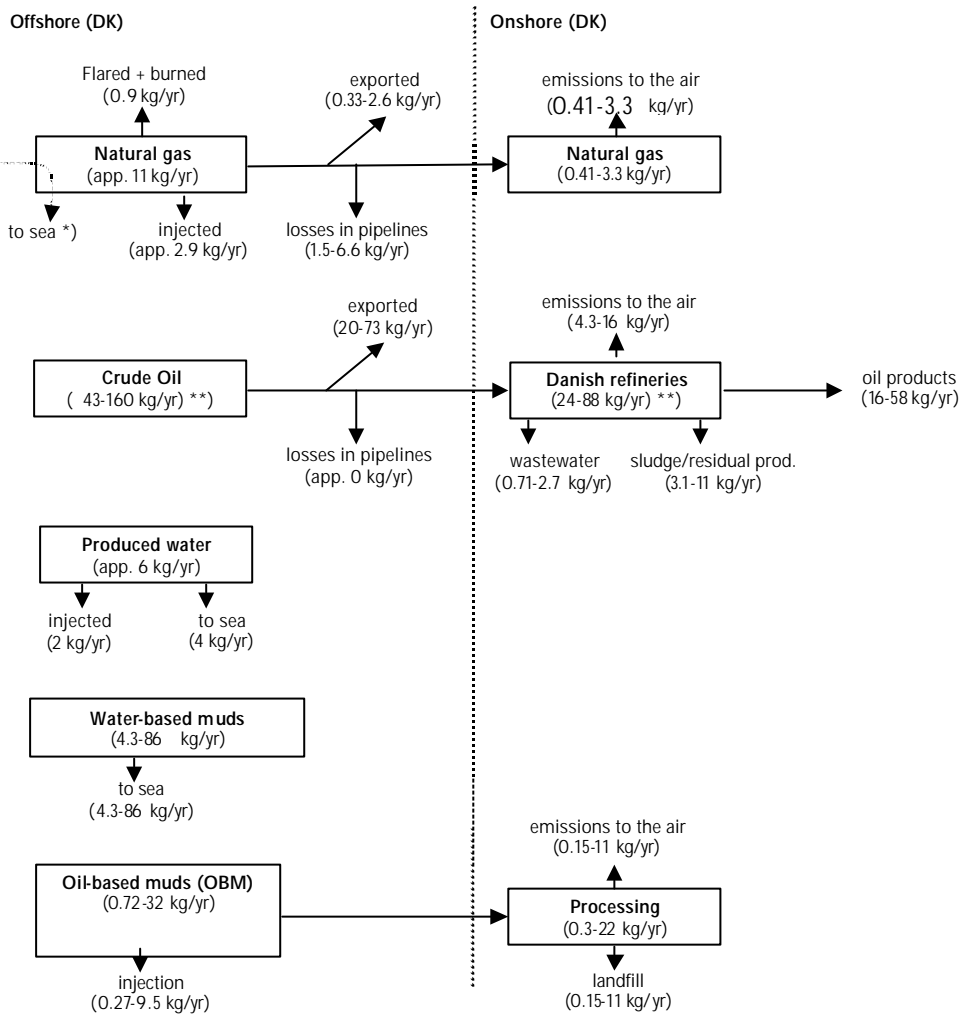 Offshore (DK)
Onshore (DK)
Flared + burned
(0.9 kg/yr)
exported
(0.33-2.6 kg/yr)
emissions to the air
(0.41-3.3 kg/yr)
Natural gas
(app. 11 kg/yr)
Natural gas
(0.41-3.3 kg/yr)
to sea *)
injected
(app. 2.9 kg/yr)
losses in pipelines
(1.5-6.6 kg/yr)
exported
(20-73 kg/yr)
emissions to the air
(4.3-16 kg/yr)
Crude Oil
( 43-160 kg/yr) **)
Danish refineries
(24-88 kg/yr) **)
oil products
(16-58 kg/yr)
losses in pipelines
(app. 0 kg/yr)
wastewater
(0.71-2.7 kg/yr)
sludge/residual prod.
(3.1-11 kg/yr)
Produced water
(app. 6 kg/yr)
injected
(2 kg/yr)
to sea
(4 kg/yr)
Water-based muds
(4.3-86 kg/yr)
to sea
(4.3-86 kg/yr)
emissions to the air
(0.15-11 kg/yr)
Oil-based muds (OBM)
(0.72-32 kg/yr)
Processing
(0.3-22 kg/yr)
injection
(0.27-9.5 kg/yr)
landfill
(0.15-11 kg/yr)